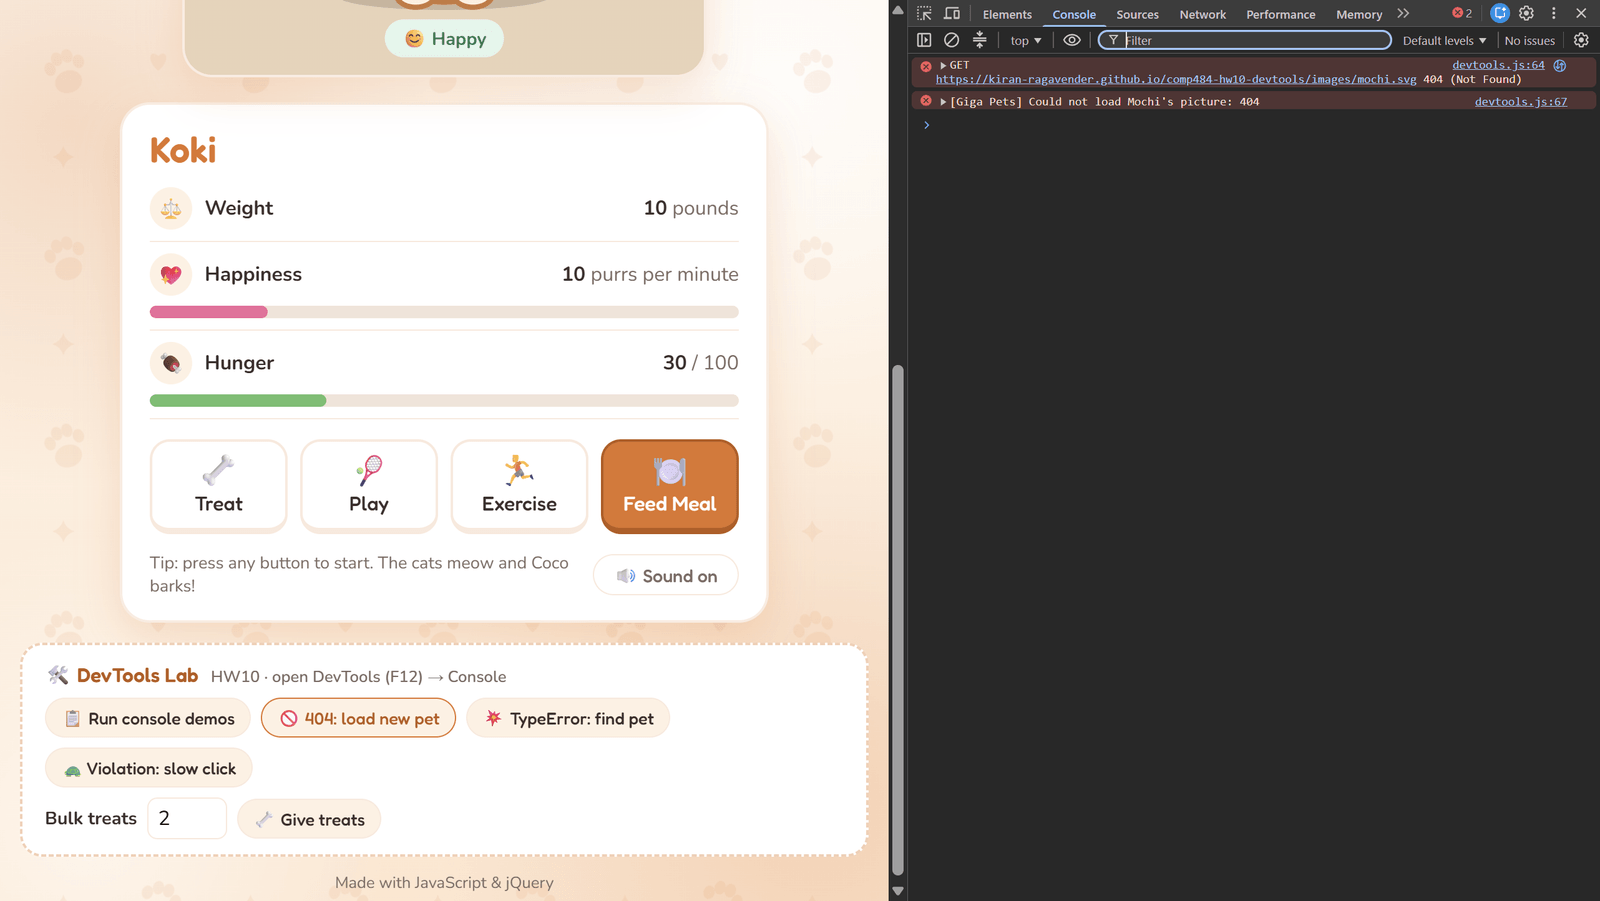 Happy
Koki
Weight
10 pounds
Happiness
10 purrs per minute
Hunger
30 / 100
Treat
Play
Exercise
Feed Meal
Tip: press any button to start. The cats meow and Coco
barks!
Sound on
DevTools Lab HW10 · open DevTools (F12) → Console
Run console demos
404: load new pet
TypeError: find pet
Violation: slow click
Bulk treats 2 Give treats
Made with JavaScript & jQuery
Elements Console Sources Network Performance Memory 2
top Filter Default levels No issues
GET devtools.js:64
https://kiran-ragavender.github.io/comp484-hw10-devtools/images/mochi.svg 404 (Not Found)
[Giga Pets] Could not load Mochi's picture: 404 devtools.js:67